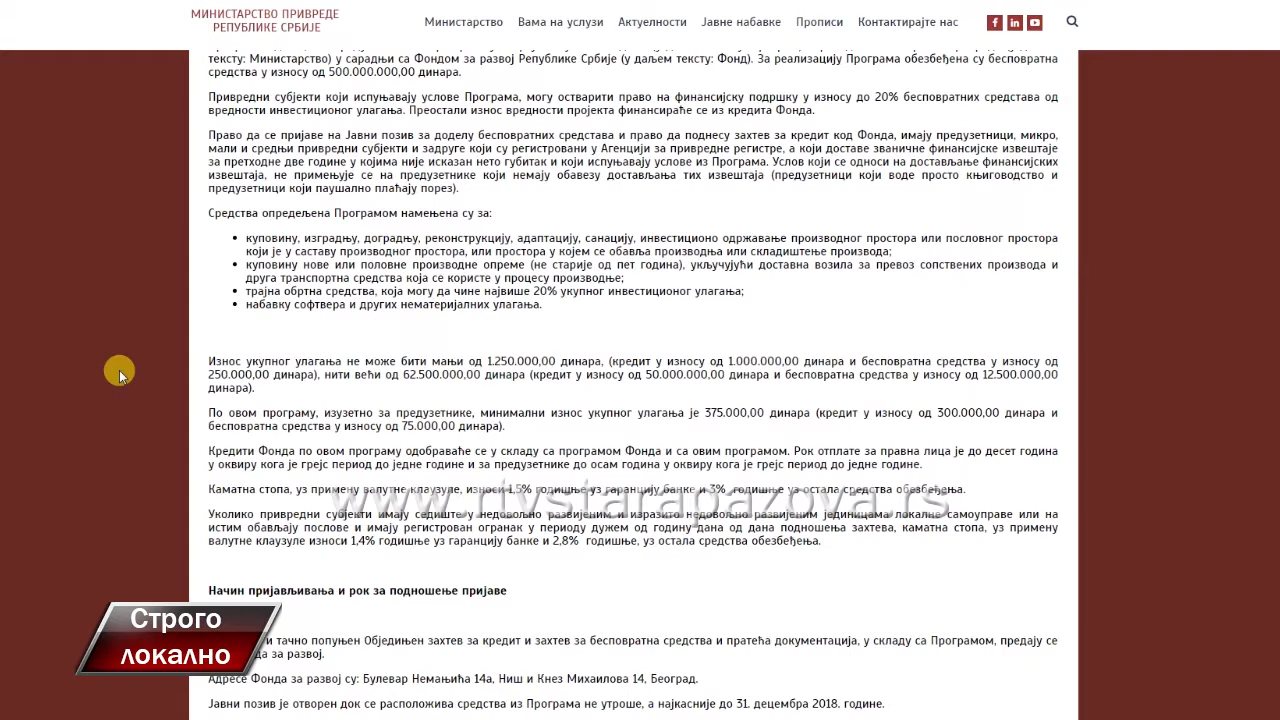 МИНИСТАРСТВО ПРИВРЕДЕ
РЕПУБЛИКЕ СРБИЈЕ
Министарство Вама на услузи Актуелности Јавне набавке Прописи Контактирајте нас
тексту: Министарство) у сарадњи са Фондом за развој Републике Србије (у даљем тексту: Фонд). За реализацију Програма обезбеђена су бесповратна
средства у износу од 500.000.000,00 динара.
Привредни субјекти који испуњавају услове Програма, могу остварити право на финансијску подршку у износу до 20% бесповратних средстава од
вредности инвестиционог улагања. Преостали износ вредности пројекта финансираће се из кредита Фонда.
Право да се пријаве на Јавни позив за доделу бесповратних средстава и право да поднесу захтев за кредит код Фонда, имају предузетници, микро,
мали и средњи привредни субјекти и задруге који су регистровани у Агенцији за привредне регистре, а који доставе званичне финансијске извештаје
за претходне две године у којима није исказан нето губитак и који испуњавају услове из Програма. Услов који се односи на достављање финансијских
извештаја, не примењује се на предузетнике који немају обавезу достављања тих извештаја (предузетници који воде просто књиговодство и
предузетници који паушално плаћају порез).
Средства опредељена Програмом намењена су за:
куповину, изградњу, доградњу, реконструкцију, адаптацију, санацију, инвестиционо одржавање производног простора или пословног простора
који је у саставу производног простора, или простора у којем се обавља производња или складиштење производа;
куповину нове или половне производне опреме (не старије од пет година), укључујући доставна возила за превоз сопствених производа и
друга транспортна средства која се користе у процесу производње;
трајна обртна средства, која могу да чине највише 20% укупног инвестиционог улагања;
набавку софтвера и других нематеријалних улагања.
Износ укупног улагања не може бити мањи од 1.250.000,00 динара, (кредит у износу од 1.000.000,00 динара и бесповратна средства у износу од
250.000,00 динара), нити већи од 62.500.000,00 динара (кредит у износу од 50.000.000,00 динара и бесповратна средства у износу од 12.500.000,00
динара).
По овом програму, изузетно за предузетнике, минимални износ укупног улагања је 375.000,00 динара (кредит у износу од 300.000,00 динара и
бесповратна средства у износу од 75.000,00 динара).
Кредити Фонда по овом програму одобраваће се у складу са програмом Фонда и са овим програмом. Рок отплате за правна лица је до десет година
у оквиру кога је грејс период до једне године и за предузетнике до осам година у оквиру кога је грејс период до једне године.
Каматна стопа, уз примену валутне клаузуле, износи 1,5% годишње уз гаранцију банке и 3% годишње уз остала средства обезбеђења.
www.rtvstarapazova.rs
Уколико привредни субјекти имају седиште у недовољно развијеним и изразито недовољно развијеним јединицама локалне самоуправе или на
истим обављају послове и имају регистрован огранак у периоду дужем од годину дана од дана подношења захтева, каматна стопа, уз примену
валутне клаузуле износи 1,4% годишње уз гаранцију банке и 2,8% годишње, уз остала средства обезбеђења.
Начин пријављивања и рок за подношење пријаве
Строго
локално
и тачно попуњен Обједињен захтев за кредит и захтев за бесповратна средства и пратећа документација, у складу са Програмом, предају се
за развој.
Адресе Фонда за развој су: Булевар Немањића 14а, Ниш и Кнез Михаилова 14, Београд.
Јавни позив је отворен док се расположива средства из Програма не утроше, а најкасније до 31. децембра 2018. године.